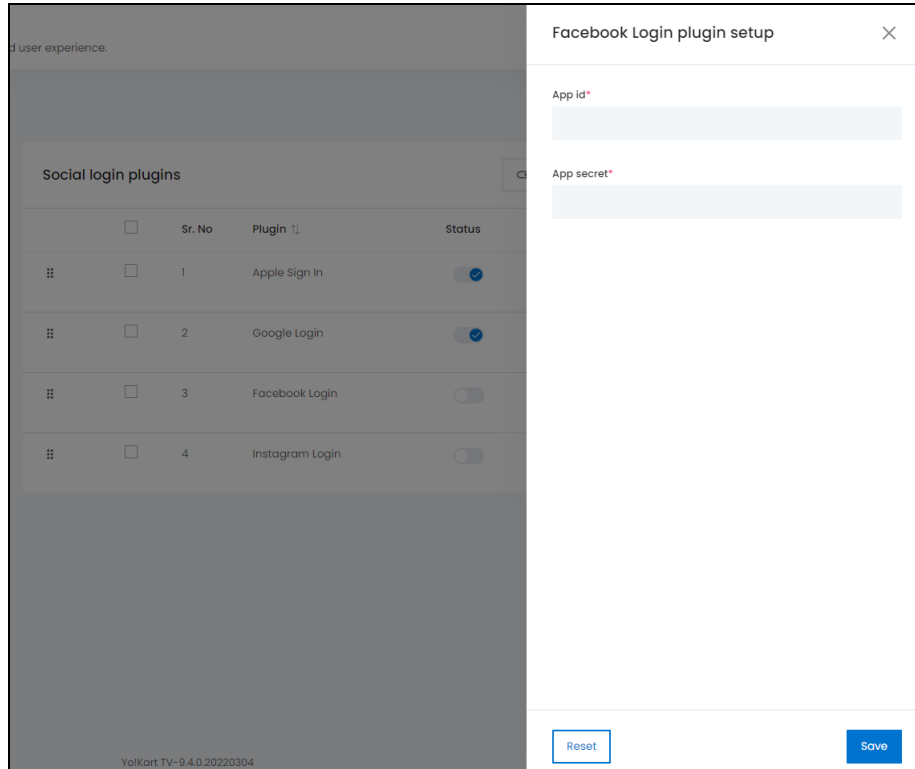 d user experience.
Social login plugins
Sr. No Plugin Status
1 Apple Sign In
2 Google Login
3 Facebook Login
4 Instagram Login
Yo!Kart TV-9.4.0.20220304
Facebook Login plugin setup
App id*
App secret*
Reset Save